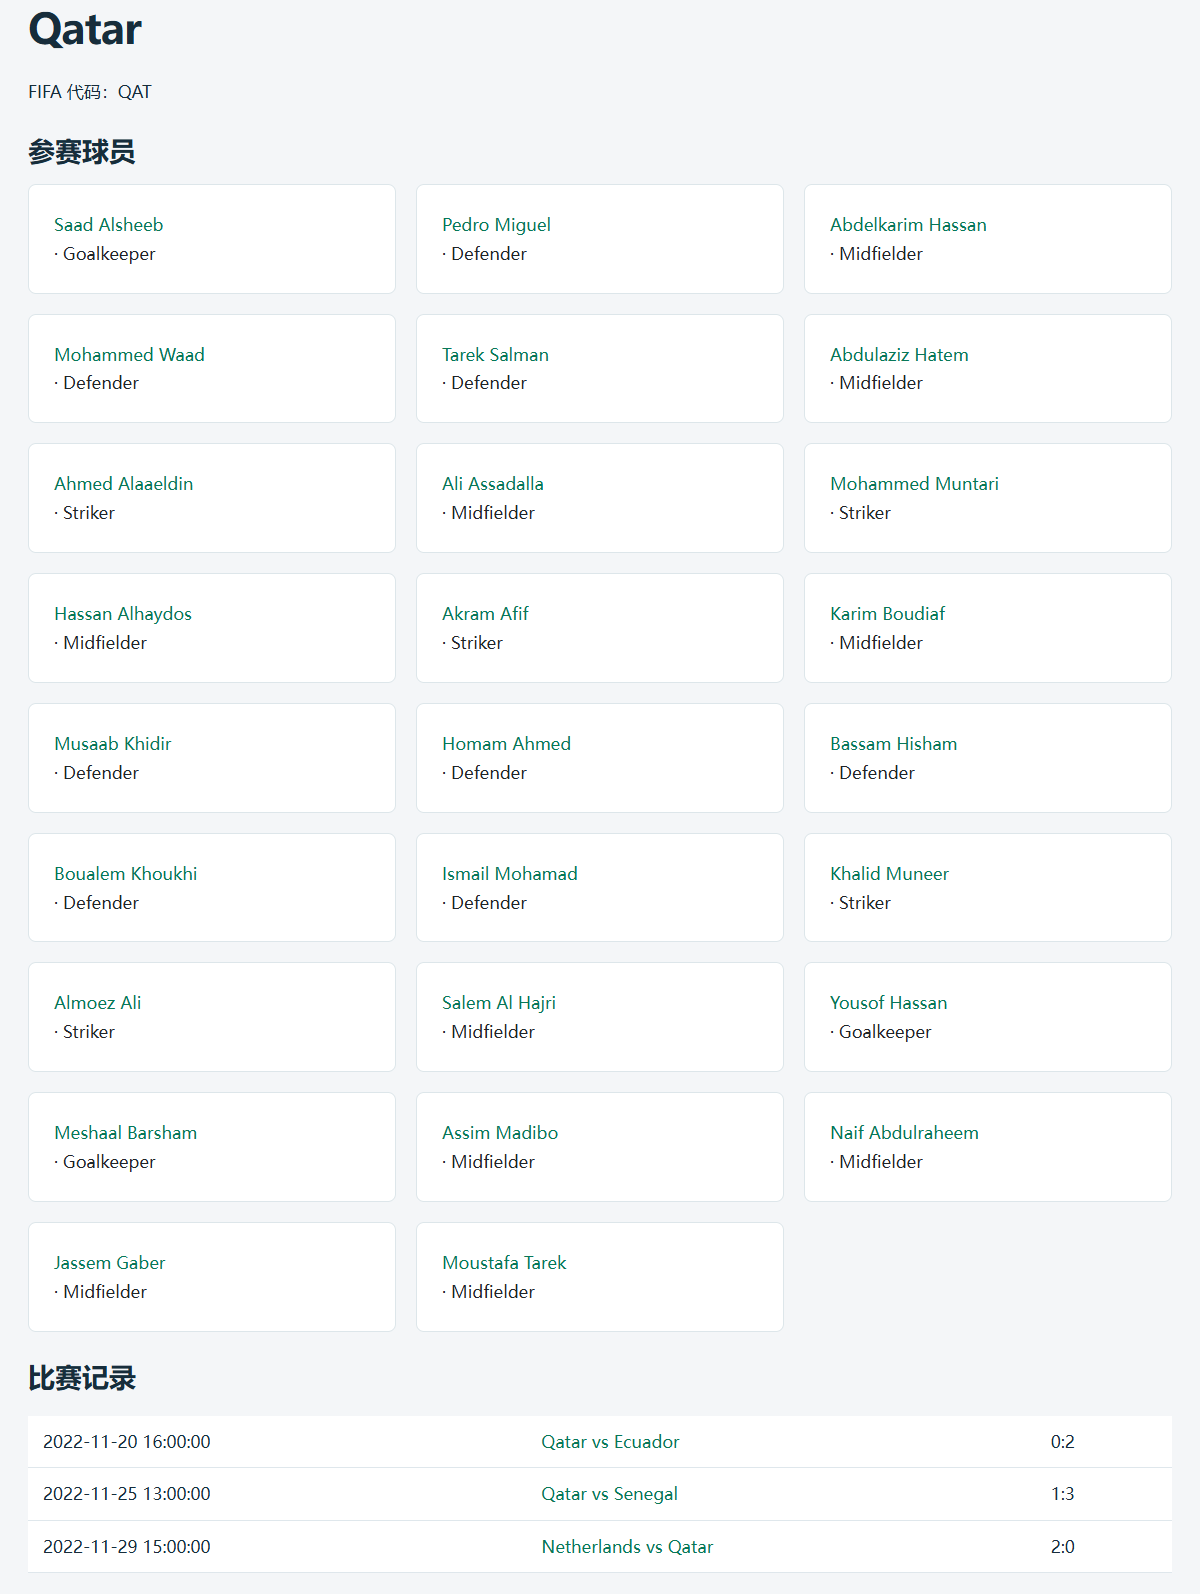 Qatar
FIFA 代码：QAT
参赛球员
Saad Alsheeb
· Goalkeeper
Pedro Miguel
· Defender
Abdelkarim Hassan
· Midfielder
Mohammed Waad
· Defender
Tarek Salman
· Defender
Abdulaziz Hatem
· Midfielder
Ahmed Alaaeldin
· Striker
Ali Assadalla
· Midfielder
Mohammed Muntari
· Striker
Hassan Alhaydos
· Midfielder
Akram Afif
· Striker
Karim Boudiaf
· Midfielder
Musaab Khidir
· Defender
Homam Ahmed
· Defender
Bassam Hisham
· Defender
Boualem Khoukhi
· Defender
Ismail Mohamad
· Defender
Khalid Muneer
· Striker
Almoez Ali
· Striker
Salem Al Hajri
· Midfielder
Yousof Hassan
· Goalkeeper
Meshaal Barsham
· Goalkeeper
Assim Madibo
· Midfielder
Naif Abdulraheem
· Midfielder
Jassem Gaber
· Midfielder
Moustafa Tarek
· Midfielder
比赛记录
2022-11-20 16:00:00 Qatar vs Ecuador 0:2
2022-11-25 13:00:00 Qatar vs Senegal 1:3
2022-11-29 15:00:00 Netherlands vs Qatar 2:0